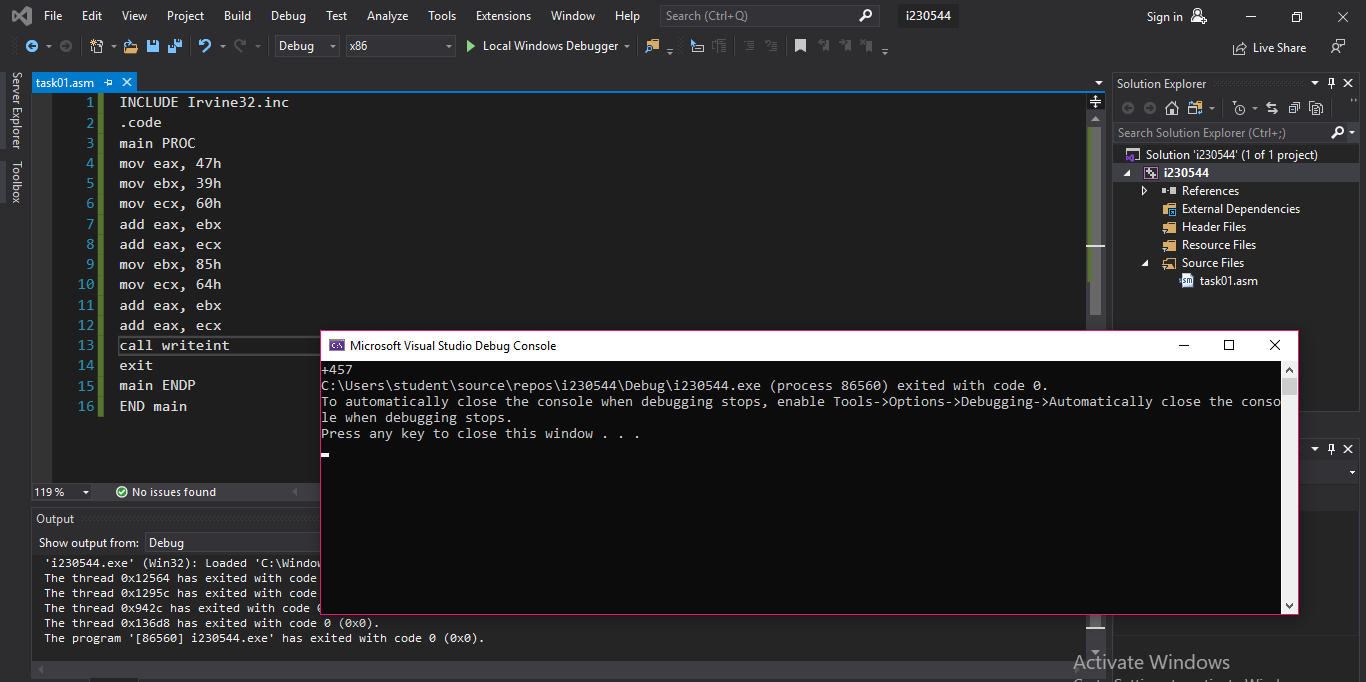 File Edit View Project Build Debug Test Analyze Tools Extensions Window Help Search (Ctrl+Q) i230544 Sign in
Debug x86 Local Windows Debugger Live Share
Server Explorer
Toolbox
task01.asm
1 INCLUDE Irvine32.inc
2 .code
3 main PROC
4 mov eax, 47h
5 mov ebx, 39h
6 mov ecx, 60h
7 add eax, ebx
8 add eax, ecx
9 mov ebx, 85h
10 mov ecx, 64h
11 add eax, ebx
12 add eax, ecx
13 call writeint
14 exit
15 main ENDP
16 END main
119 % No issues found
Solution Explorer
Search Solution Explorer (Ctrl+;)
Solution 'i230544' (1 of 1 project)
i230544
References
External Dependencies
Header Files
Resource Files
Source Files
task01.asm
Microsoft Visual Studio Debug Console
+457
C:\Users\student\source\repos\i230544\Debug\i230544.exe (process 86560) exited with code 0.
To automatically close the console when debugging stops, enable Tools->Options->Debugging->Automatically close the conso
le when debugging stops.
Press any key to close this window . . .
Output
Show output from: Debug
'i230544.exe' (Win32): Loaded 'C:\Window
The thread 0x12564 has exited with code
The thread 0x1295c has exited with code
The thread 0x942c has exited with code
The thread 0x136d8 has exited with code 0 (0x0).
The program '[86560] i230544.exe' has exited with code 0 (0x0).
Activate Windows